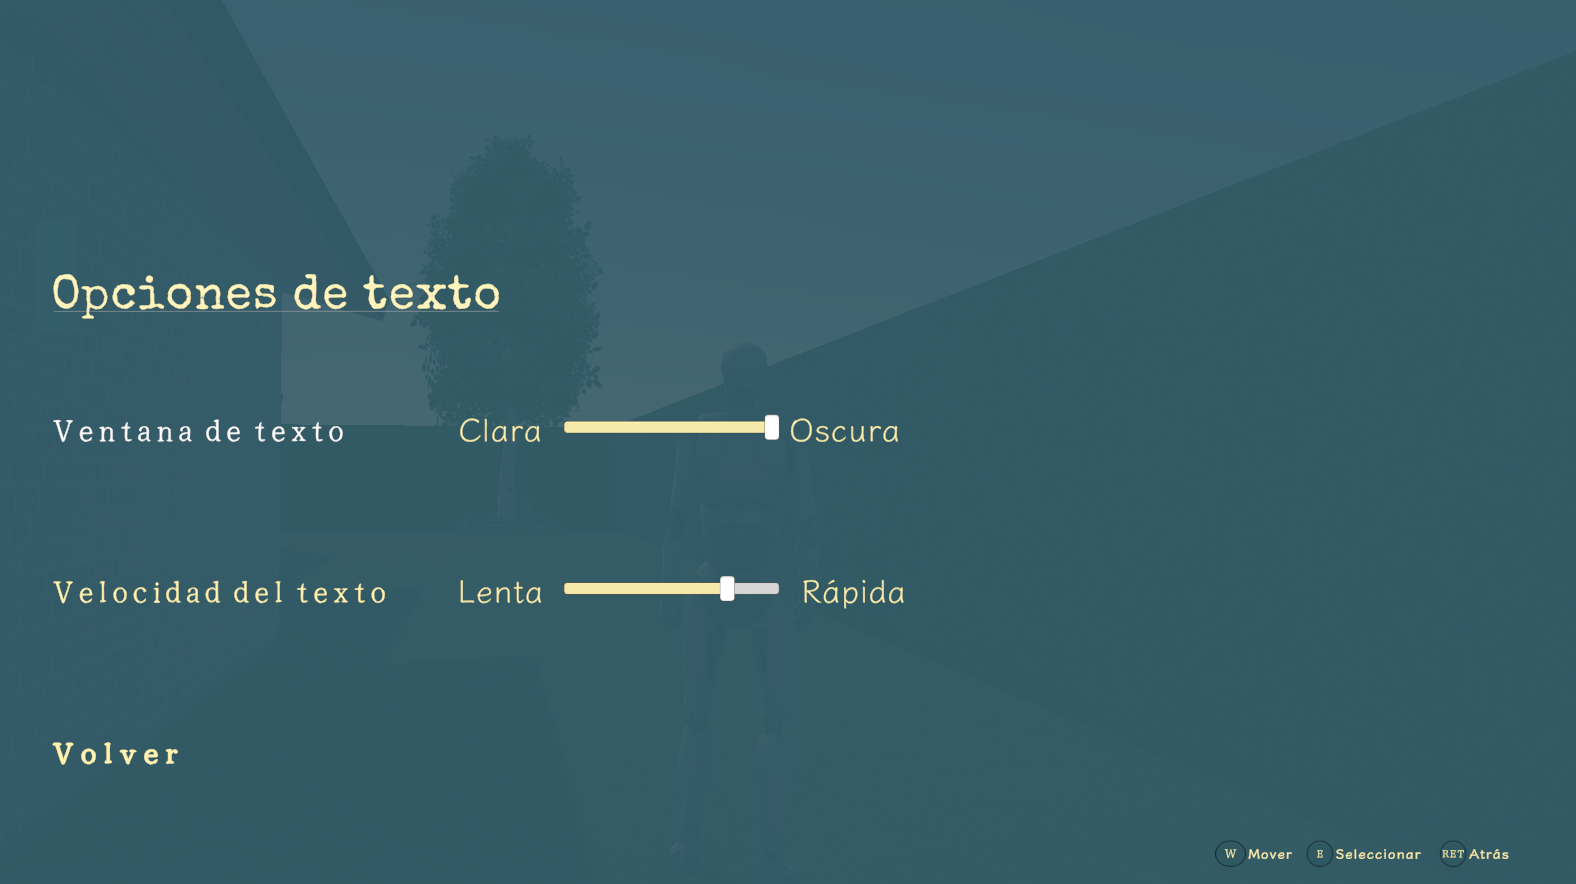 Opciones de texto
Ventana de texto Clara Oscura
Velocidad del texto Lenta Rápida
Volver
W Mover E Seleccionar RET Atrás